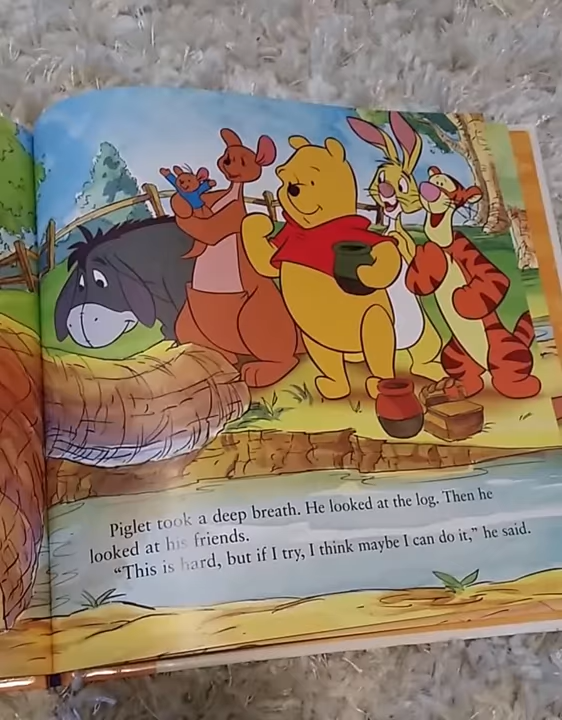 Piglet took a deep breath. He looked at the log. Then he
looked at his friends.
“This is hard, but if I try, I think maybe I can do it,” he said.